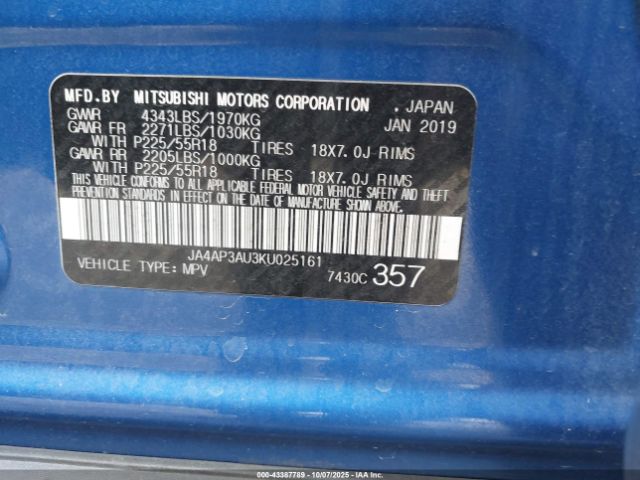 MFD.BY MITSUBISHI MOTORS CORPORATION . JAPAN
GVWR 4343LBS/1970KG JAN 2019
GAWR FR 2271LBS/1030KG
WITH P225/55R18 TIRES 18X7.0J RIMS
GAWR RR 2205LBS/1000KG
WITH P225/55R18 TIRES 18X7.0J RIMS
THIS VEHICLE CONFORMS TO ALL APPLICABLE FEDERAL MOTOR VEHICLE SAFETY AND THEFT
PREVENTION STANDARDS IN EFFECT ON THE DATE OF MANUFACTURE SHOWN ABOVE.
JA4AP3AU3KU025161
VEHICLE TYPE: MPV 7430C 357
000-43387789 - 10/07/2025 - IAAI.com